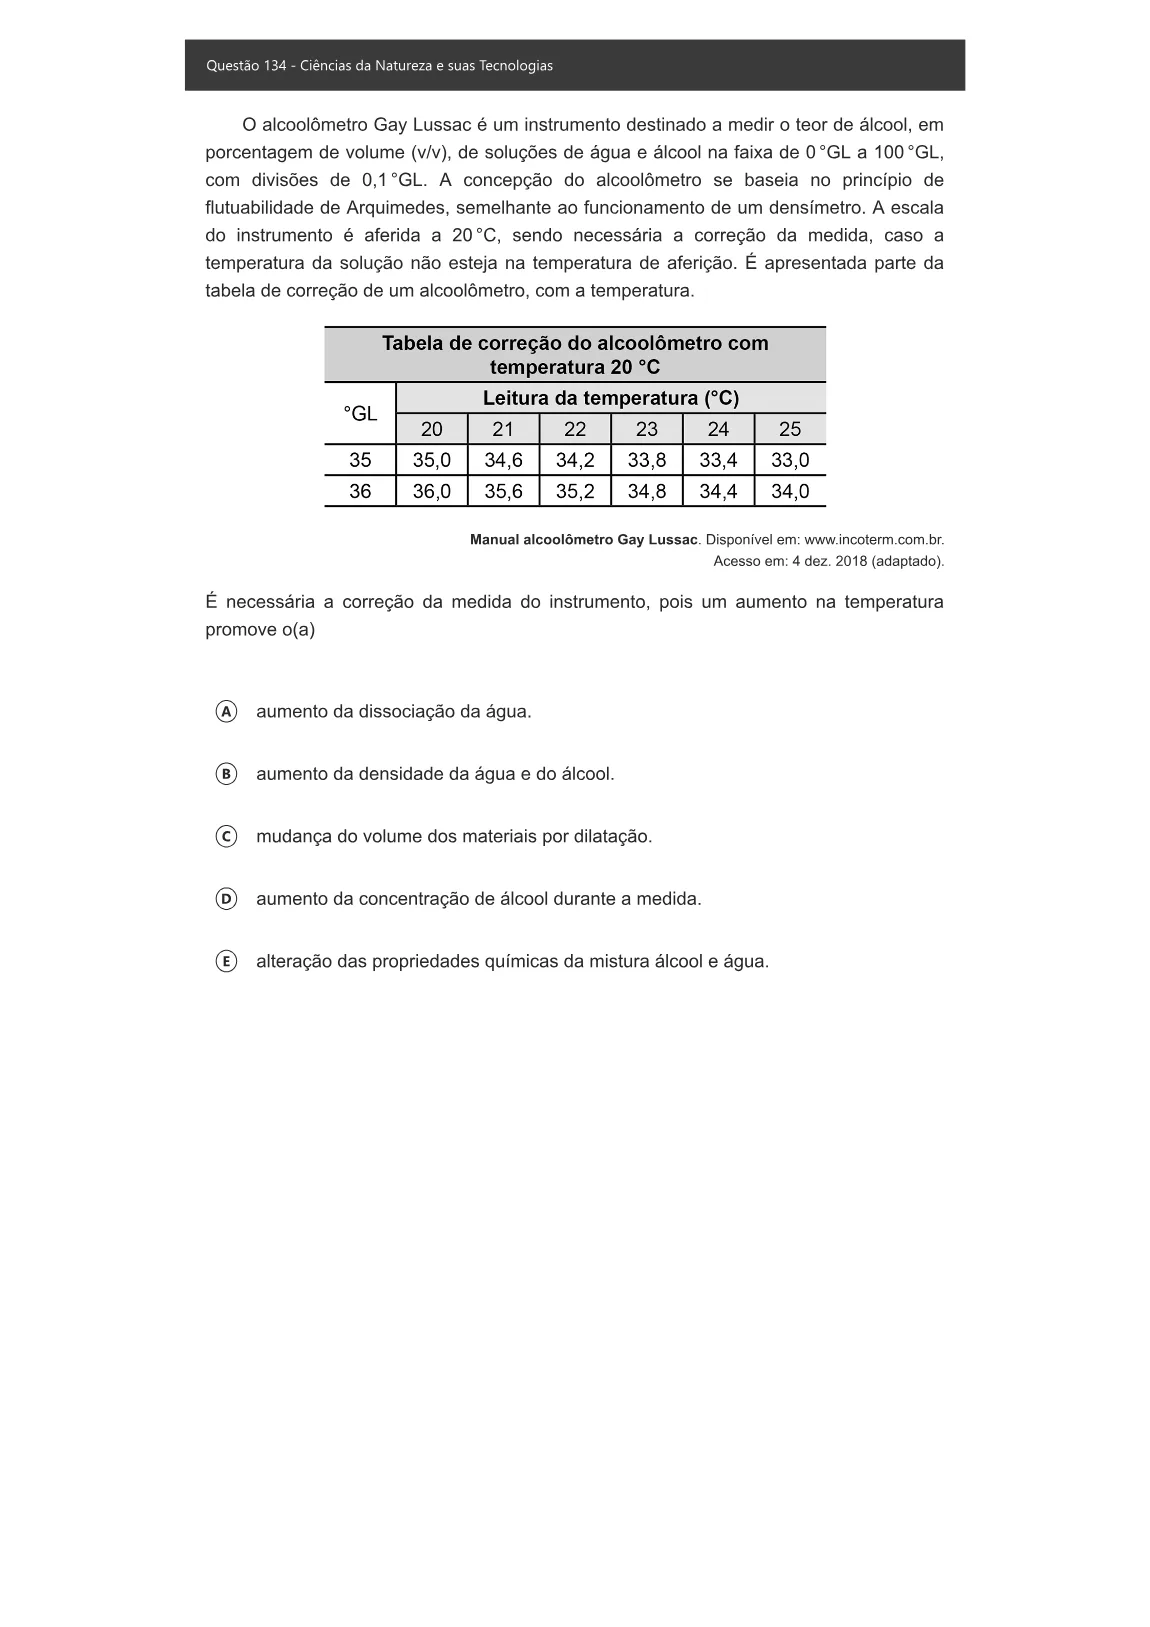 Questão 134 - Ciências da Natureza e suas Tecnologias
O alcoolômetro Gay Lussac é um instrumento destinado a medir o teor de álcool, em
porcentagem de volume (v/v), de soluções de água e álcool na faixa de 0 °GL a 100 °GL,
com divisões de 0,1 °GL. A concepção do alcoolômetro se baseia no princípio de
flutuabilidade de Arquimedes, semelhante ao funcionamento de um densímetro. A escala
do instrumento é aferida a 20 °C, sendo necessária a correção da medida, caso a
temperatura da solução não esteja na temperatura de aferição. É apresentada parte da
tabela de correção de um alcoolômetro, com a temperatura.
Tabela de correção do alcoolômetro com
temperatura 20 °C
°GL
Leitura da temperatura (°C)
20 21 22 23 24 25
35 35,0 34,6 34,2 33,8 33,4 33,0
36 36,0 35,6 35,2 34,8 34,4 34,0
Manual alcoolômetro Gay Lussac. Disponível em: www.incoterm.com.br.
Acesso em: 4 dez. 2018 (adaptado).
É necessária a correção da medida do instrumento, pois um aumento na temperatura
promove o(a)
A aumento da dissociação da água.
B aumento da densidade da água e do álcool.
C mudança do volume dos materiais por dilatação.
D aumento da concentração de álcool durante a medida.
E alteração das propriedades químicas da mistura álcool e água.